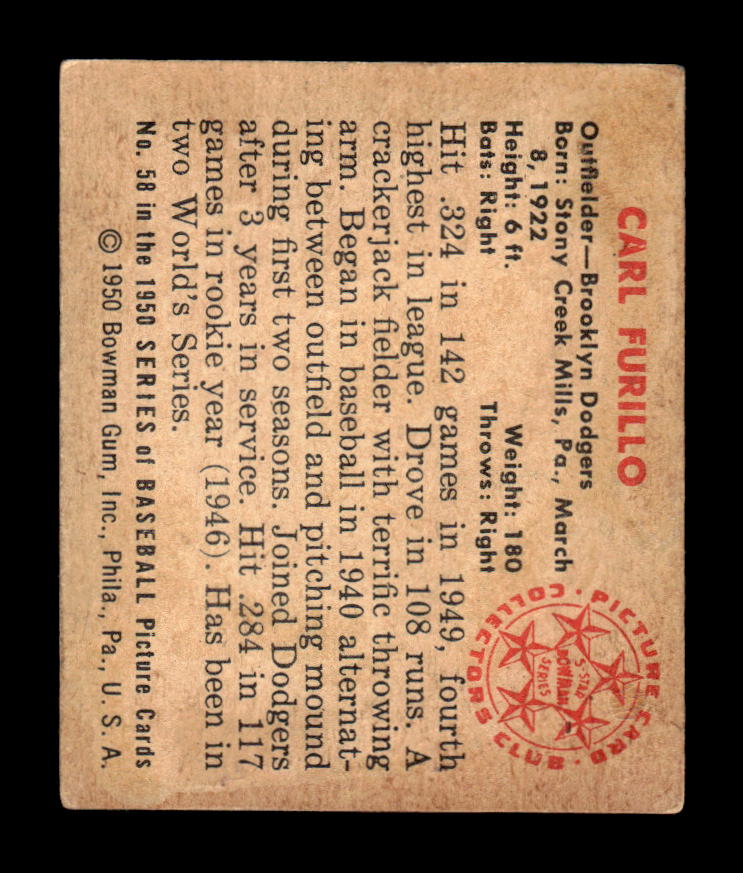 CARL FURILLO
Outfielder—Brooklyn Dodgers
Born: Stony Creek Mills, Pa., March
8, 1922
Height: 6 ft. Weight: 180
Bats: Right Throws: Right
PICTURE CARD COLLECTORS CLUB
5-STAR
BOWMAN
SERIES
Hit .324 in 142 games in 1949, fourth
highest in league. Drove in 108 runs. A
crackerjack fielder with terrific throwing
arm. Began in baseball in 1940 alternat-
ing between outfield and pitching mound
during first two seasons. Joined Dodgers
after 3 years in service. Hit .284 in 117
games in rookie year (1946). Has been in
two World's Series.
No. 58 in the 1950 SERIES of BASEBALL Picture Cards
© 1950 Bowman Gum, Inc., Phila., Pa., U. S. A.